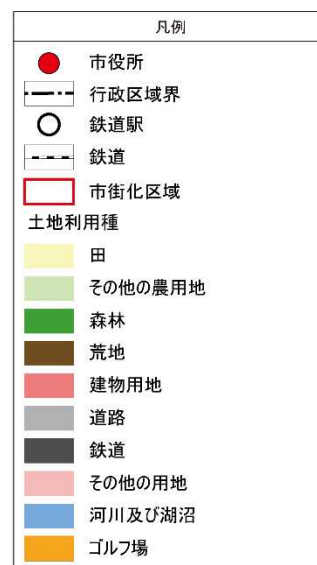 凡例
市役所
行政区域界
鉄道駅
鉄道
市街化区域
土地利用種
田
その他の農用地
森林
荒地
建物用地
道路
鉄道
その他の用地
河川及び湖沼
ゴルフ場